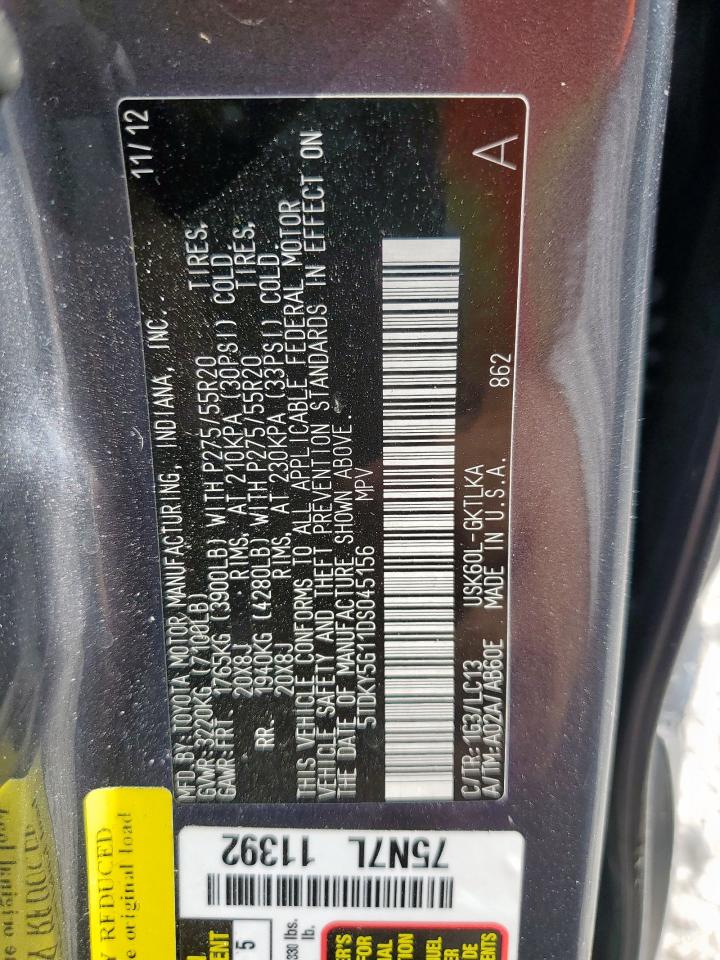 11/12
MFD.BY:TOYOTA MOTOR MANUFACTURING, INDIANA, INC.
GVWR:3220KG (7100LB)
GAWR:FRT. 1765KG (3900LB) WITH P275/55R20 TIRES,
20X8J RIMS, AT 210KPA (30PSI) COLD
RR. 1940KG (4280LB) WITH P275/55R20 TIRES,
20X8J RIMS, AT 230KPA (33PSI) COLD
THIS VEHICLE CONFORMS TO ALL APPLICABLE FEDERAL MOTOR
VEHICLE SAFETY AND THEFT PREVENTION STANDARDS IN EFFECT ON
THE DATE OF MANUFACTURE SHOWN ABOVE.
5TDKY5G11DS045156 MPV
C/TR:1G3/LC13 USK60L-GKTLKA 862
A/TM:A02A/AB60E MADE IN U.S.A. A
75N7L 11392
Y REDUCED
e original load
5
lb.
FOR